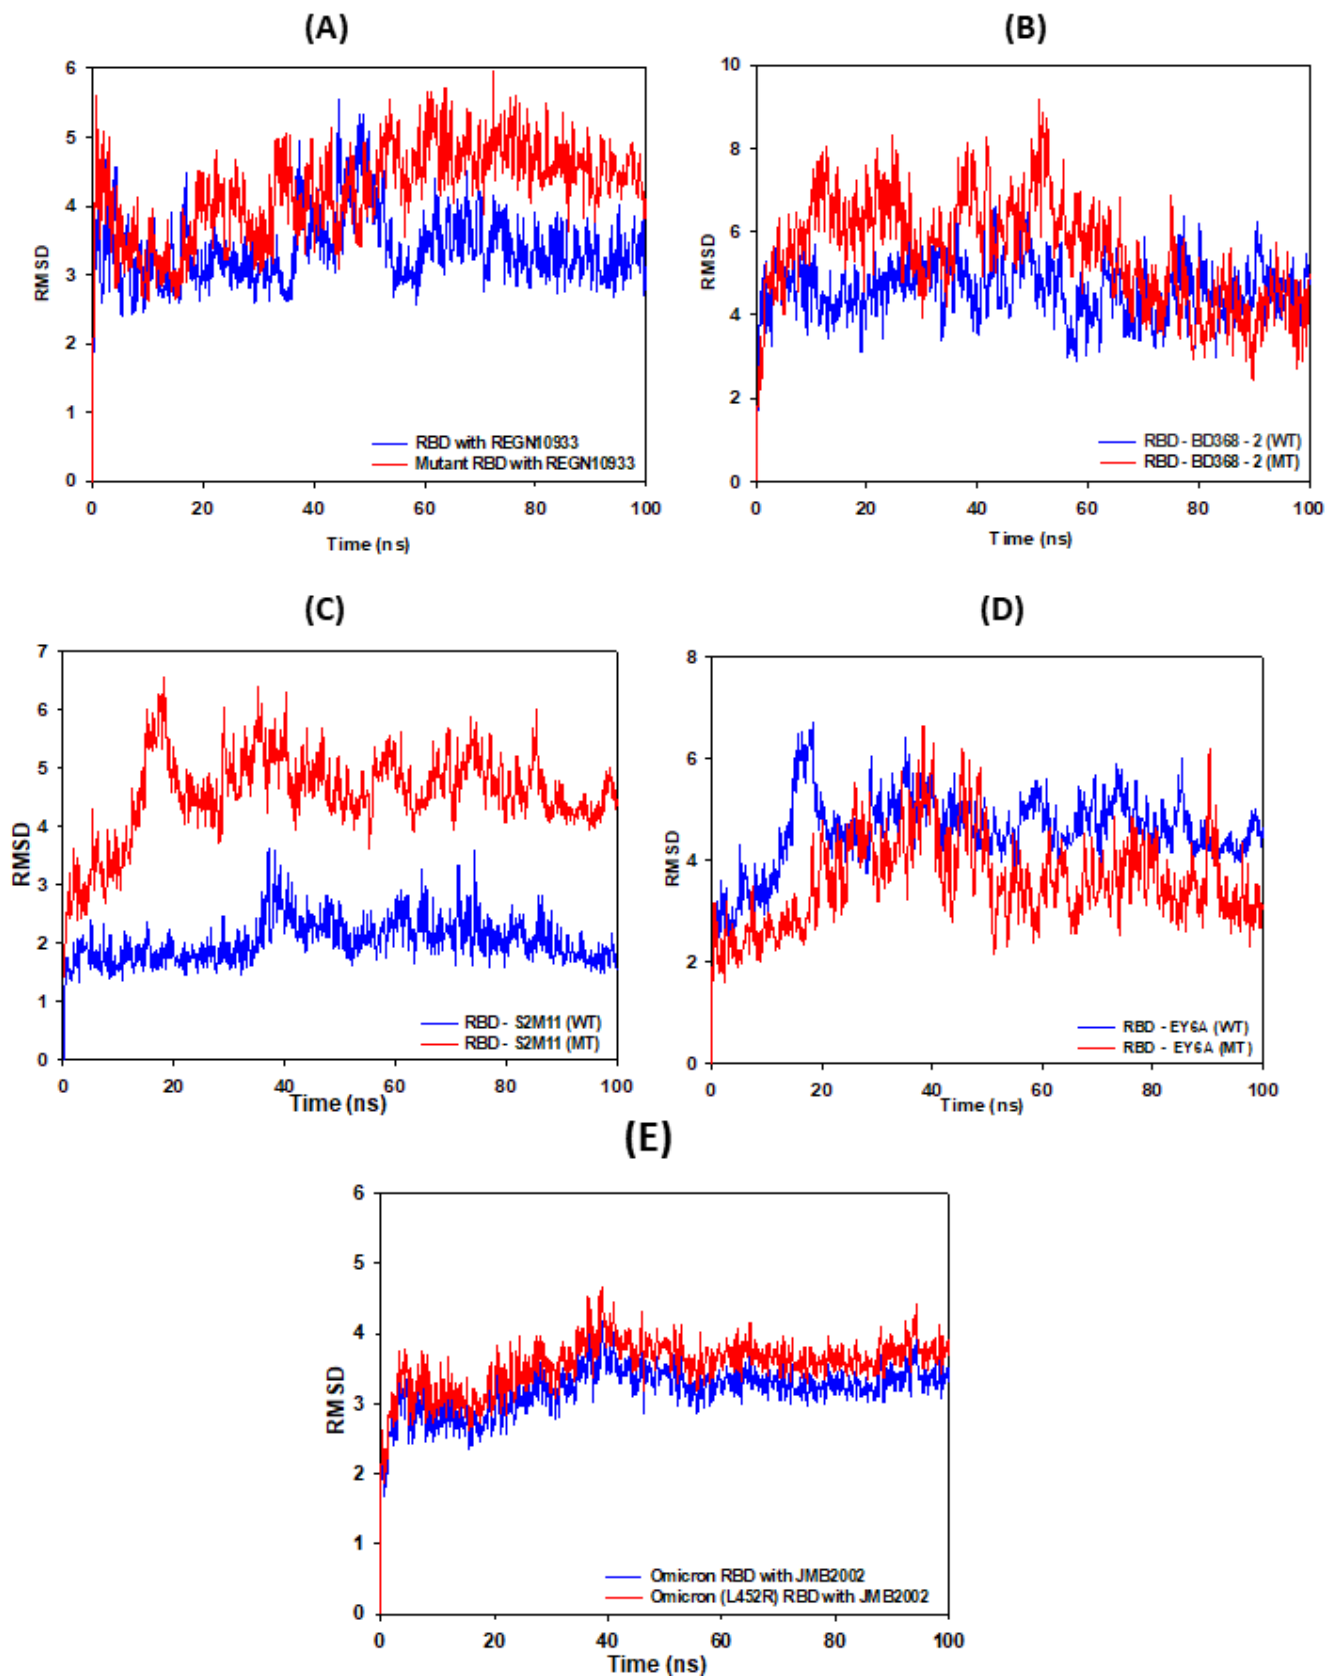 (A)
6
5
4
3
2
1
0
RMSD
RBD with REGN10933
Mutant RBD with REGN10933
0 20 40 60 80 100
Time (ns)
(B)
10
8
6
4
2
0
RMSD
RBD - BD368 - 2 (WT)
RBD - BD368 - 2 (MT)
0 20 40 60 80 100
Time (ns)
(C)
7
6
5
4
3
2
1
0
RMSD
RBD - S2M11 (WT)
RBD - S2M11 (MT)
0 20 40 60 80 100
Time (ns)
(D)
8
6
4
2
0
RMSD
RBD - EY6A (WT)
RBD - EY6A (MT)
0 20 40 60 80 100
Time (ns)
(E)
6
5
4
3
2
1
0
RMSD
Omicron RBD with JMB2002
Omicron (L452R) RBD with JMB2002
0 20 40 60 80 100
Time (ns)